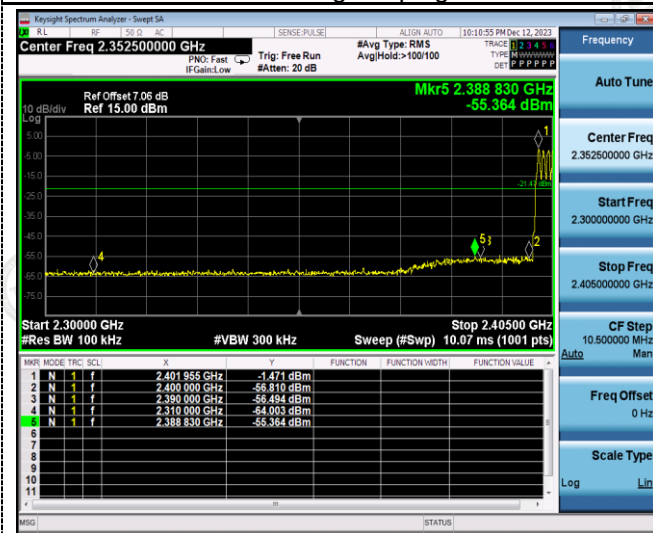 Keysight Spectrum Analyzer - Swept SA
RL RF 50 Ω AC SENSE:PULSE ALIGN AUTO 10:10:55 PM Dec 12, 2023
Center Freq 2.352500000 GHz
PNO: Fast
IFGain:Low
Trig: Free Run
#Atten: 20 dB
#Avg Type: RMS
Avg|Hold:>100/100
TRACE 1 2 3 4 5 6
TYPE M W W W W W
DET P P P P P P
Mkr5 2.388 830 GHz
-55.364 dBm
Ref Offset 7.06 dB
10 dB/div Ref 15.00 dBm
Log
5.00
-5.00
-15.0
-25.0
-35.0
-45.0
-55.0
-65.0
-75.0
1
-21.47 dBm
5 3 2
4
Start 2.30000 GHz Stop 2.40500 GHz
#Res BW 100 kHz #VBW 300 kHz Sweep (#Swp) 10.07 ms (1001 pts)
MKR MODE TRC SCL X Y FUNCTION FUNCTION WIDTH FUNCTION VALUE
1 N 1 f 2.401 955 GHz -1.471 dBm
2 N 1 f 2.400 000 GHz -56.810 dBm
3 N 1 f 2.390 000 GHz -56.494 dBm
4 N 1 f 2.310 000 GHz -64.003 dBm
5 N 1 f 2.388 830 GHz -55.364 dBm
6
7
8
9
10
11
MSG STATUS
Frequency
Auto Tune
Center Freq
2.352500000 GHz
Start Freq
2.300000000 GHz
Stop Freq
2.405000000 GHz
CF Step
10.500000 MHz
Auto Man
Freq Offset
0 Hz
Scale Type
Log Lin